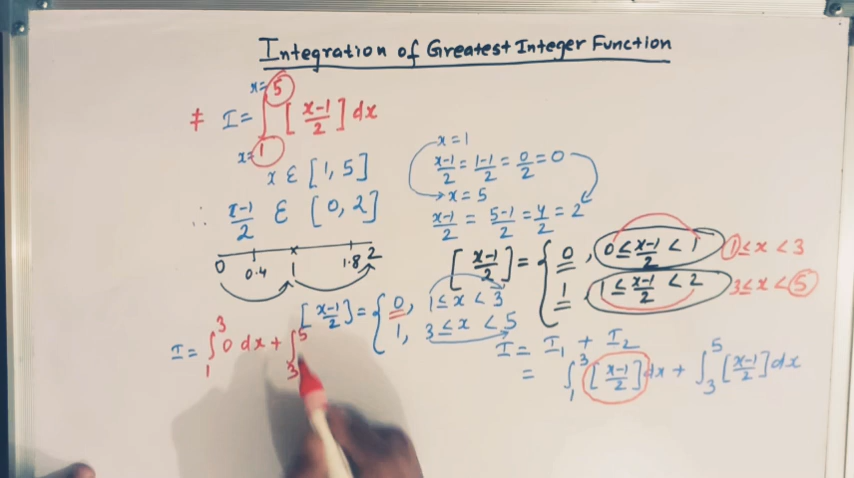 Integration of Greatest Integer Function
x=5
# I = ∫ [x-1/2] dx
x=1
x ε [1, 5]
∴ x-1/2 ε [0, 2]
x=1
x-1/2 = 1-1/2 = 0/2 = 0
x=5
x-1/2 = 5-1/2 = 4/2 = 2
0 0.4 x 1 1.8 2
[x-1/2] = { 0, 0≤x-1/2<1 1≤x<3
1, 1≤x-1/2<2 3≤x<5
[x-1/2] = { 0, 1≤x<3
1, 3≤x<5
I = ∫₁³ 0 dx + ∫₃⁵
I = I₁ + I₂
= ∫₁³ [x-1/2] dx + ∫₃⁵ [x-1/2] dx